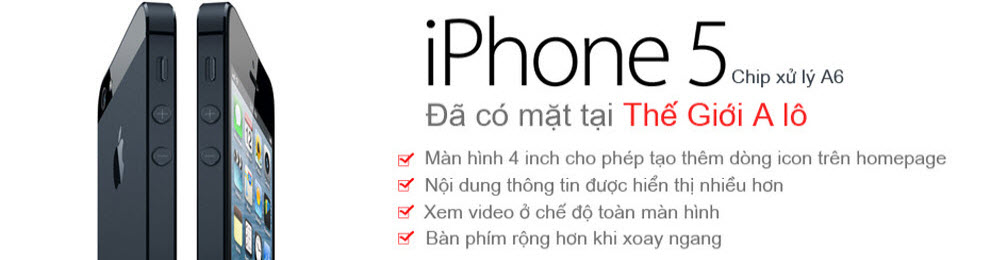 iPhone 5 Chip xử lý A6
Đã có mặt tại Thế Giới A lô
Màn hình 4 inch cho phép tạo thêm dòng icon trên homepage
Nội dung thông tin được hiển thị nhiều hơn
Xem video ở chế độ toàn màn hình
Bàn phím rộng hơn khi xoay ngang